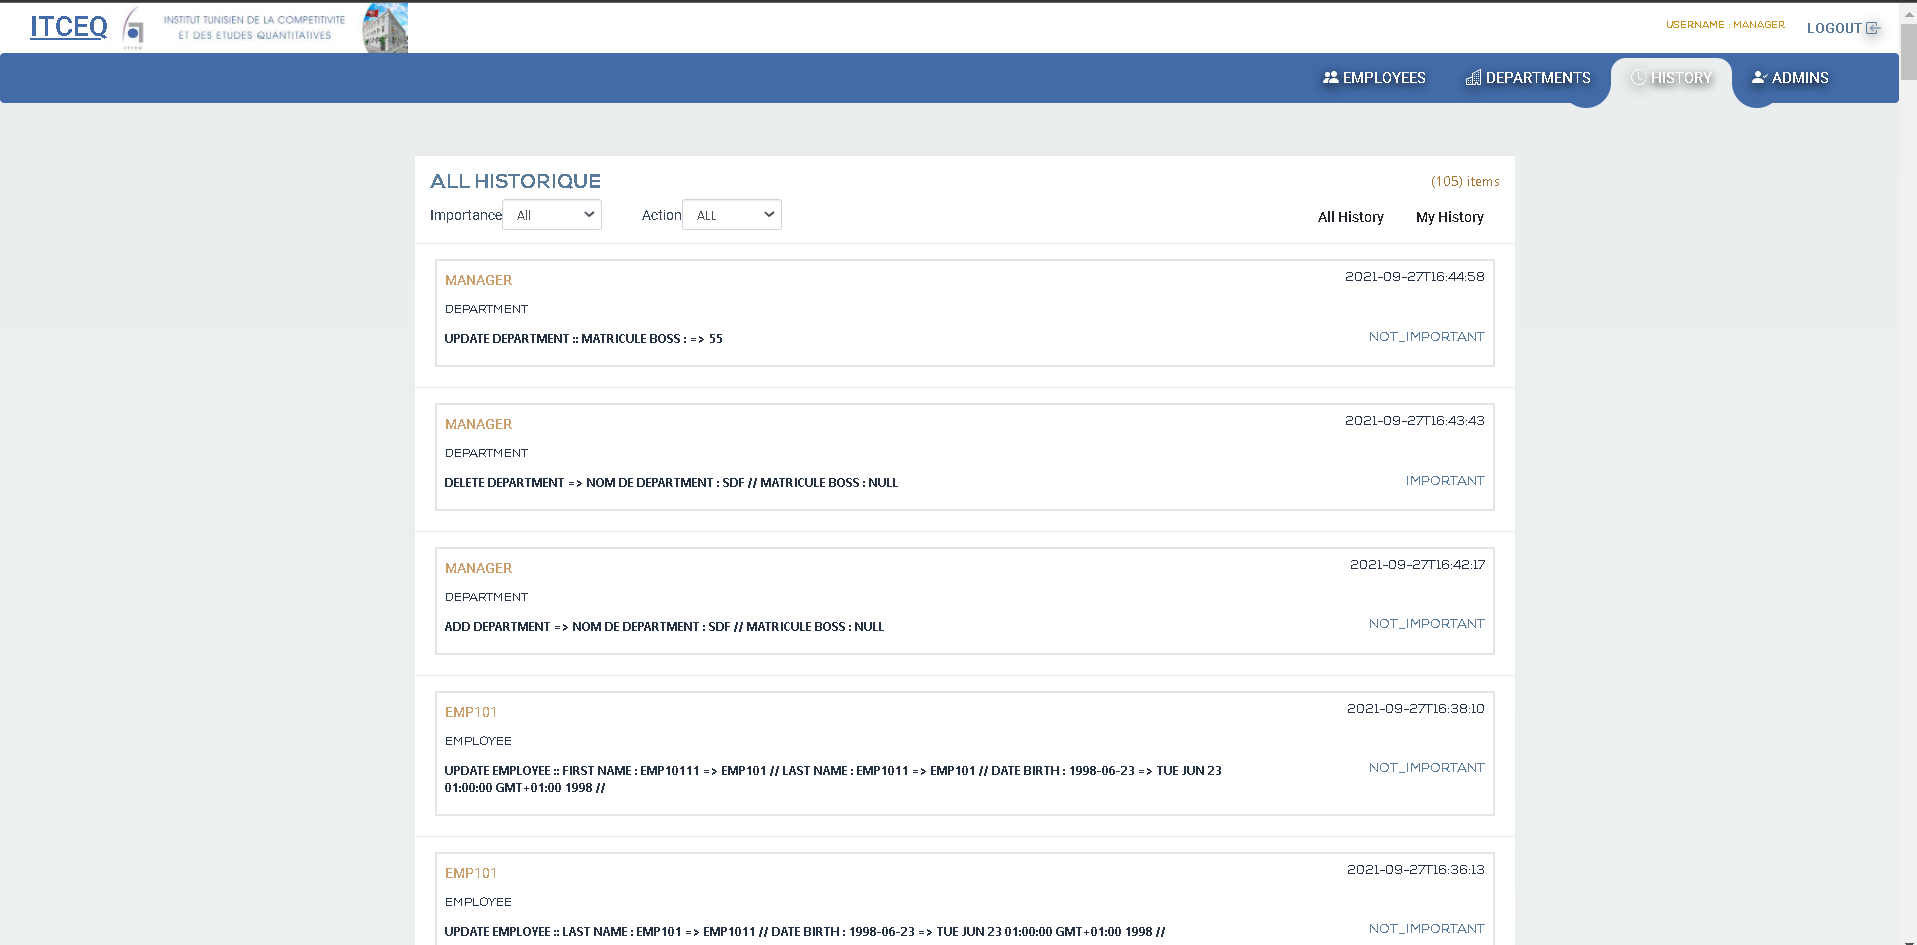 ITCEQ
INSTITUT TUNISIEN DE LA COMPETITIVITE
ET DES ETUDES QUANTITATIVES
USERNAME : MANAGER
LOGOUT
EMPLOYEES DEPARTMENTS HISTORY ADMINS
ALL HISTORIQUE
(105) items
Importance All Action ALL All History My History
MANAGER 2021-09-27T16:44:58
DEPARTMENT
UPDATE DEPARTMENT :: MATRICULE BOSS : => 55 NOT_IMPORTANT
MANAGER 2021-09-27T16:43:43
DEPARTMENT
DELETE DEPARTMENT => NOM DE DEPARTMENT : SDF // MATRICULE BOSS : NULL IMPORTANT
MANAGER 2021-09-27T16:42:17
DEPARTMENT
ADD DEPARTMENT => NOM DE DEPARTMENT : SDF // MATRICULE BOSS : NULL NOT_IMPORTANT
EMP101 2021-09-27T16:38:10
EMPLOYEE
UPDATE EMPLOYEE :: FIRST NAME : EMP10111 => EMP101 // LAST NAME : EMP1011 => EMP101 // DATE BIRTH : 1998-06-23 => TUE JUN 23 NOT_IMPORTANT
01:00:00 GMT+01:00 1998 //
EMP101 2021-09-27T16:36:13
EMPLOYEE
UPDATE EMPLOYEE :: LAST NAME : EMP101 => EMP1011 // DATE BIRTH : 1998-06-23 => TUE JUN 23 01:00:00 GMT+01:00 1998 // NOT_IMPORTANT